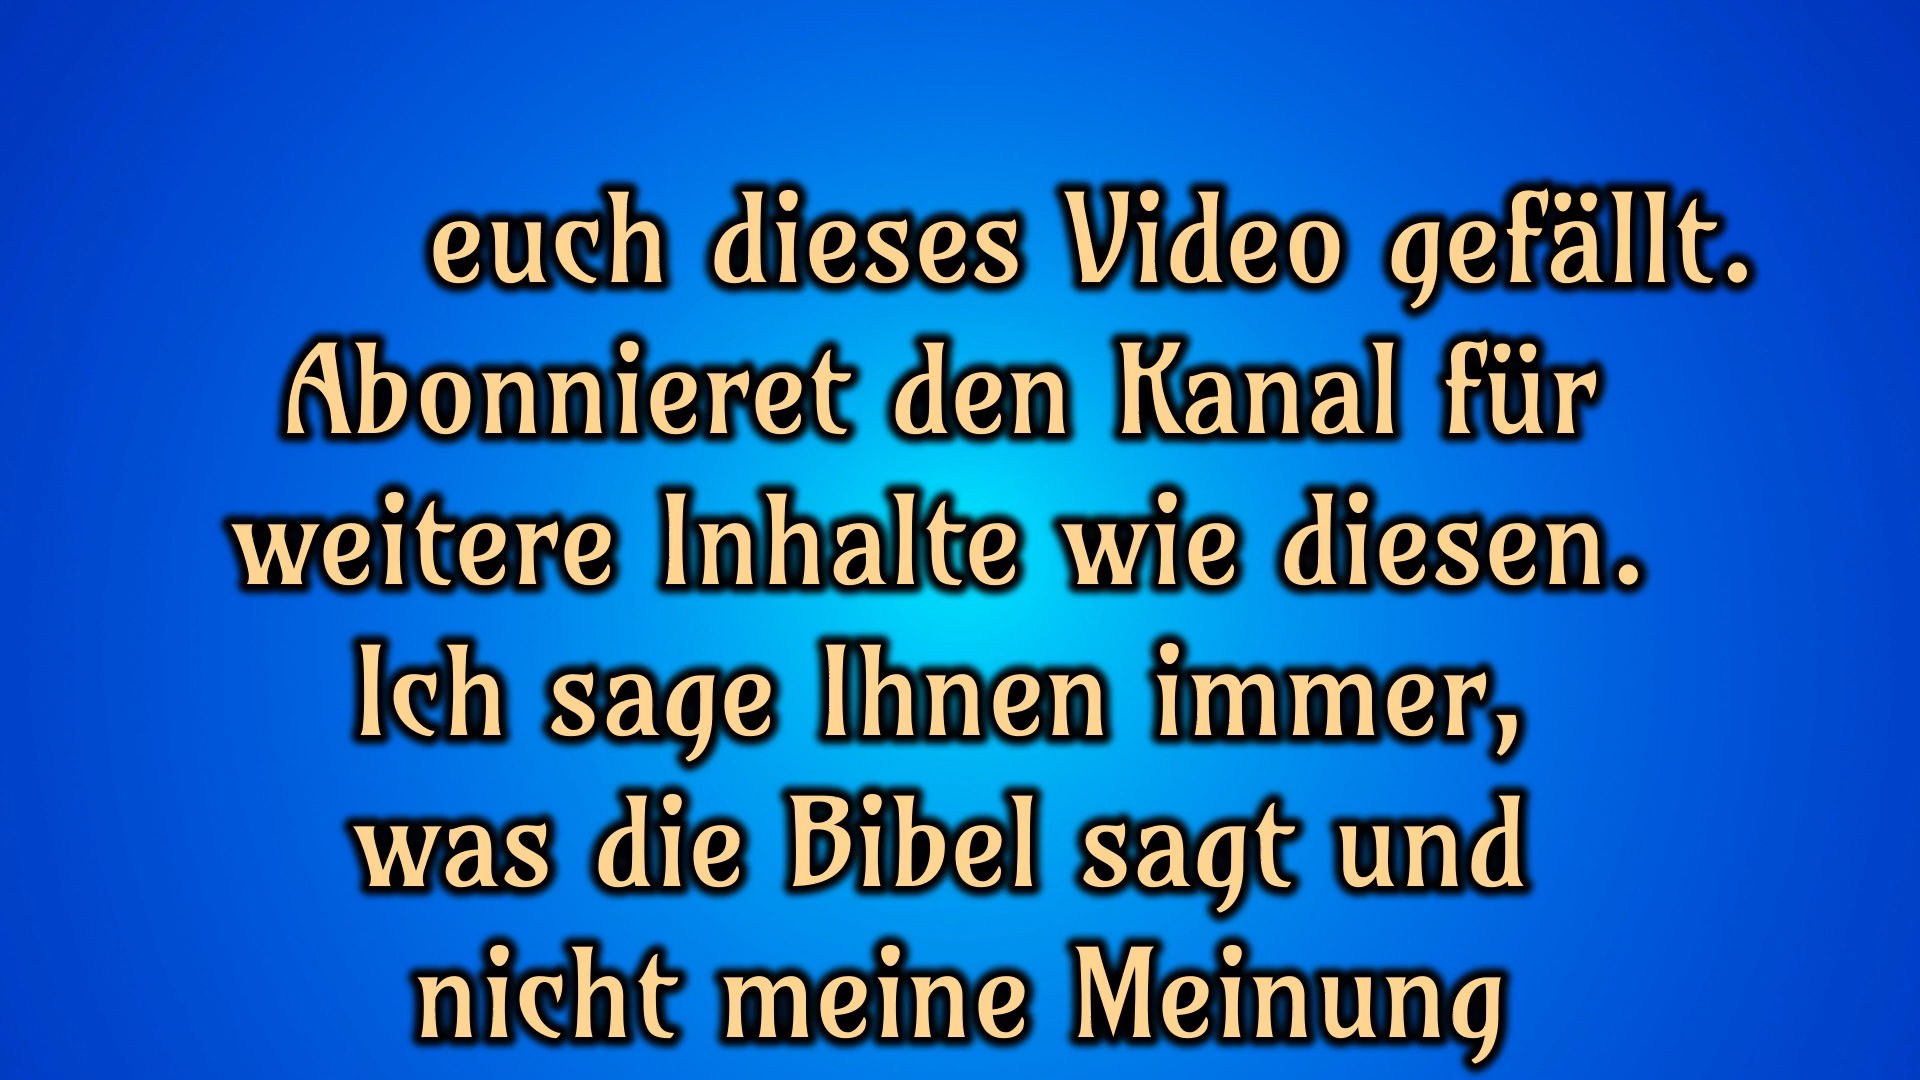 euch dieses Video gefällt.
Abonnieret den Kanal für
weitere Inhalte wie diesen.
Ich sage Ihnen immer,
was die Bibel sagt und
nicht meine Meinung